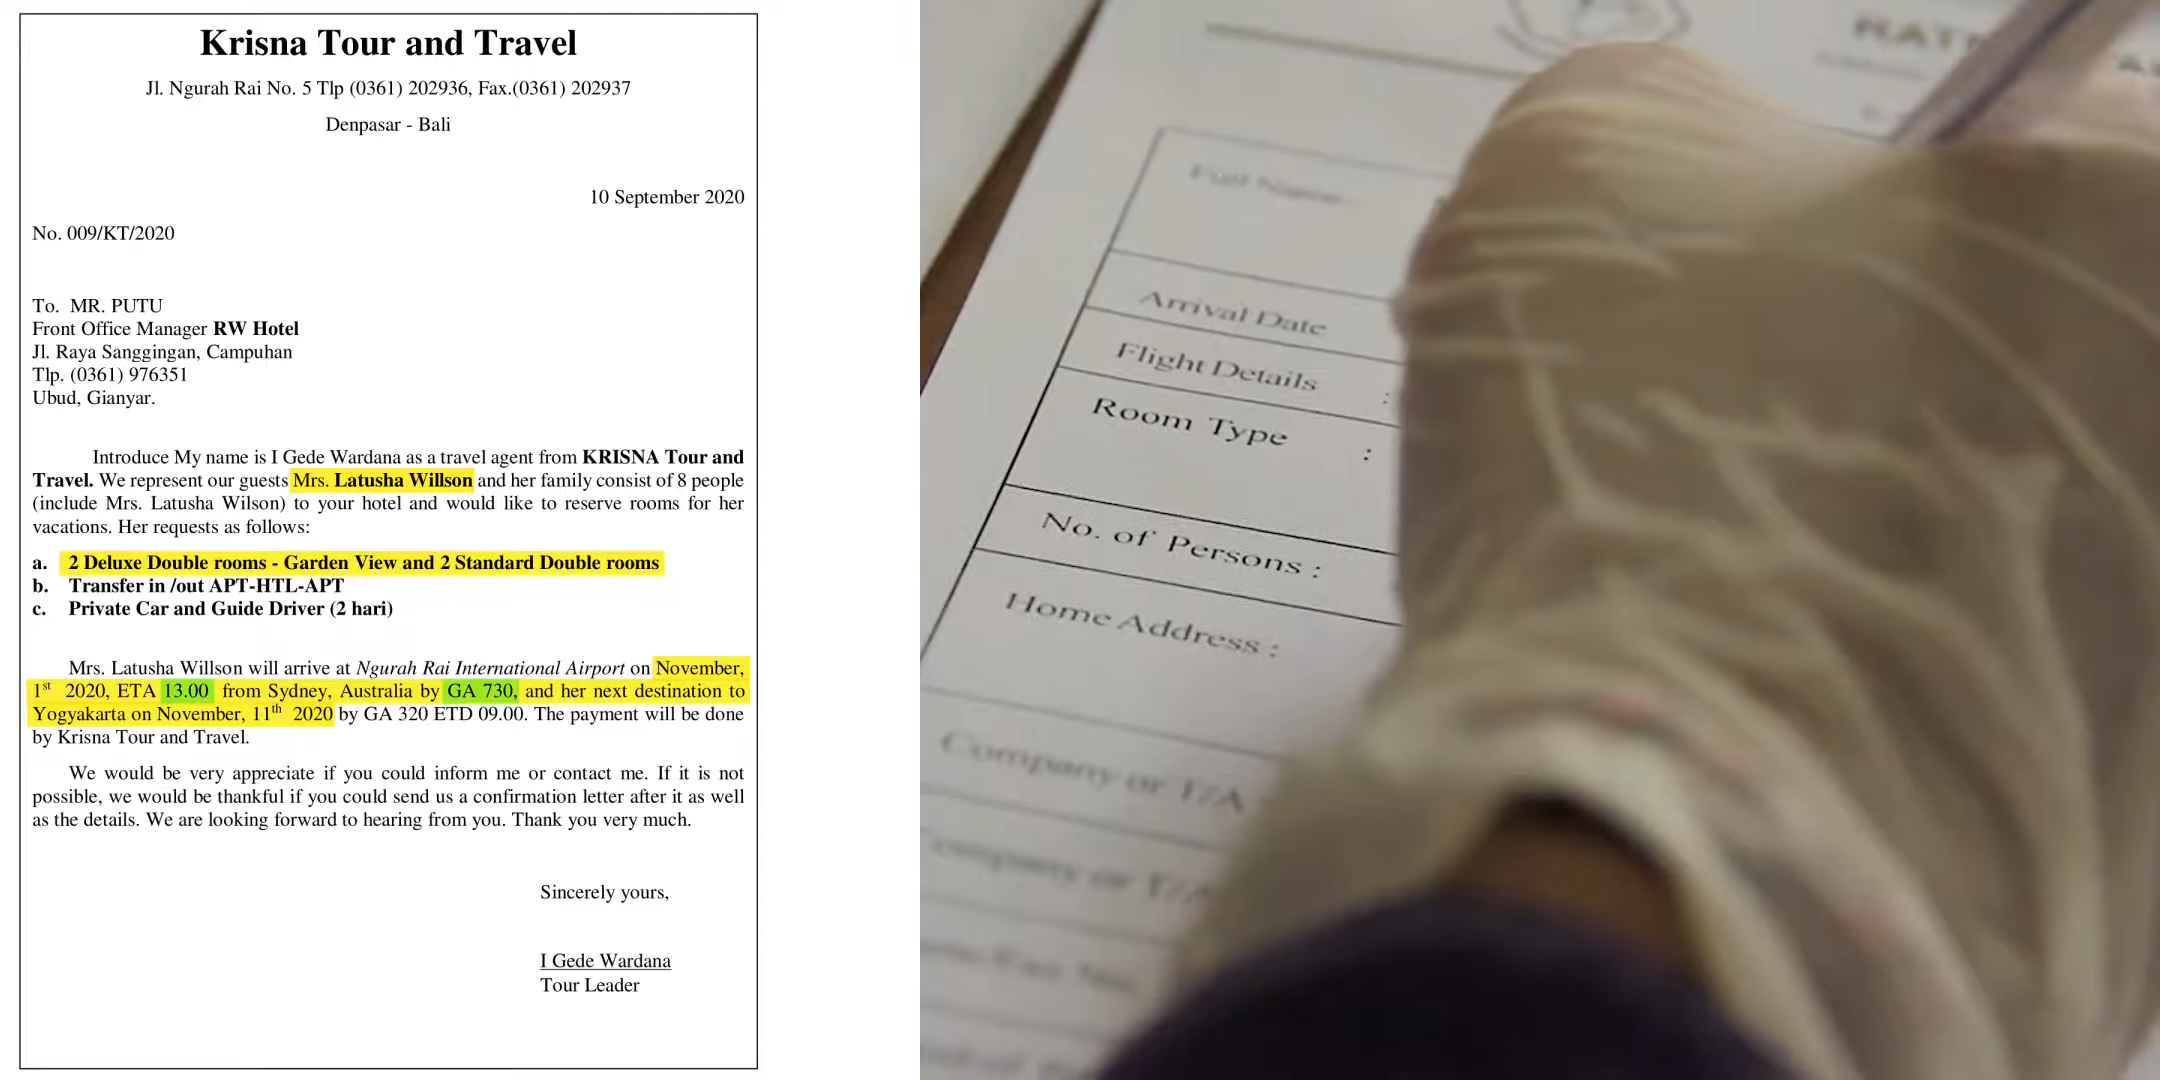 Krisna Tour and Travel
Jl. Ngurah Rai No. 5 Tlp (0361) 202936, Fax.(0361) 202937
Denpasar - Bali
10 September 2020
No. 009/KT/2020
To. MR. PUTU
Front Office Manager RW Hotel
Jl. Raya Sanggingan, Campuhan
Tlp. (0361) 976351
Ubud, Gianyar.
Introduce My name is I Gede Wardana as a travel agent from KRISNA Tour and
Travel. We represent our guests Mrs. Latusha Willson and her family consist of 8 people
(include Mrs. Latusha Wilson) to your hotel and would like to reserve rooms for her
vacations. Her requests as follows:
a. 2 Deluxe Double rooms - Garden View and 2 Standard Double rooms
b. Transfer in /out APT-HTL-APT
c. Private Car and Guide Driver (2 hari)
Mrs. Latusha Willson will arrive at Ngurah Rai International Airport on November,
1st 2020, ETA 13.00 from Sydney, Australia by GA 730, and her next destination to
Yogyakarta on November, 11th 2020 by GA 320 ETD 09.00. The payment will be done
by Krisna Tour and Travel.
We would be very appreciate if you could inform me or contact me. If it is not
possible, we would be thankful if you could send us a confirmation letter after it as well
as the details. We are looking forward to hearing from you. Thank you very much.
Sincerely yours,
I Gede Wardana
Tour Leader
Full Name
Arrival Date
Flight Details :
Room Type :
No. of Persons :
Home Address :
Company or T/A
Company or T/A